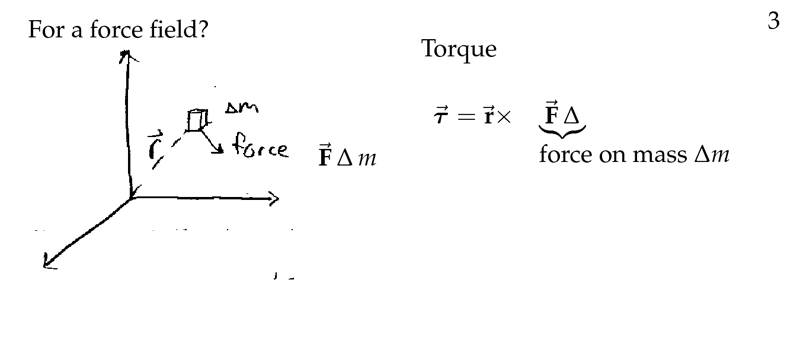 For a force field?
3
Torque
Δm
r⃗
force
F⃗ Δ m
τ⃗ = r⃗× F⃗ Δ
force on mass Δm